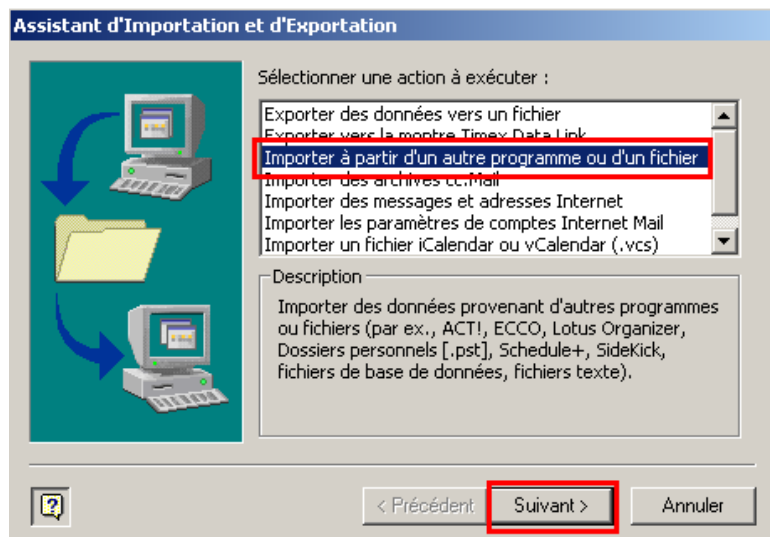 Assistant d'Importation et d'Exportation
Sélectionner une action à exécuter :
Exporter des données vers un fichier
Exporter vers la montre Timex Data Link
Importer à partir d'un autre programme ou d'un fichier
Importer des archives cc:Mail
Importer des messages et adresses Internet
Importer les paramètres de comptes Internet Mail
Importer un fichier iCalendar ou vCalendar (.vcs)
Description
Importer des données provenant d'autres programmes
ou fichiers (par ex., ACT!, ECCO, Lotus Organizer,
Dossiers personnels [.pst], Schedule+, SideKick,
fichiers de base de données, fichiers texte).
< Précédent Suivant > Annuler